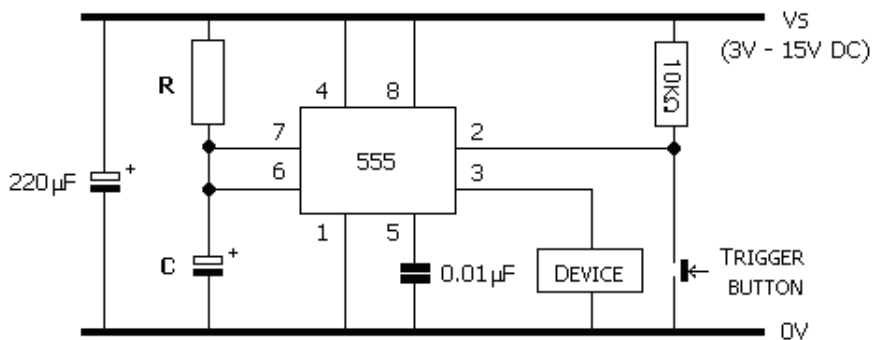 Vs
(3V - 15V DC)
R
4
8
10KΩ
7
2
555
6
3
220µF
+
1
5
+
C
0.01µF
DEVICE
TRIGGER
BUTTON
0V